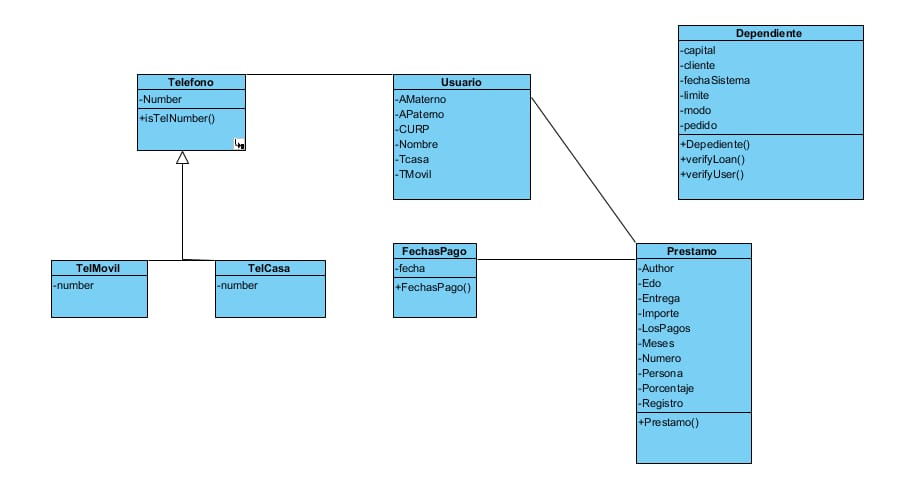 Dependiente
-capital
-cliente
-fechaSistema
-limite
-modo
-pedido
+Depediente()
+verifyLoan()
+verifyUser()
Telefono
-Number
+isTelNumber()
Usuario
-AMaterno
-APaterno
-CURP
-Nombre
-Tcasa
-TMovil
TelMovil
-number
TelCasa
-number
FechasPago
-fecha
+FechasPago()
Prestamo
-Author
-Edo
-Entrega
-Importe
-LosPagos
-Meses
-Numero
-Persona
-Porcentaje
-Registro
+Prestamo()